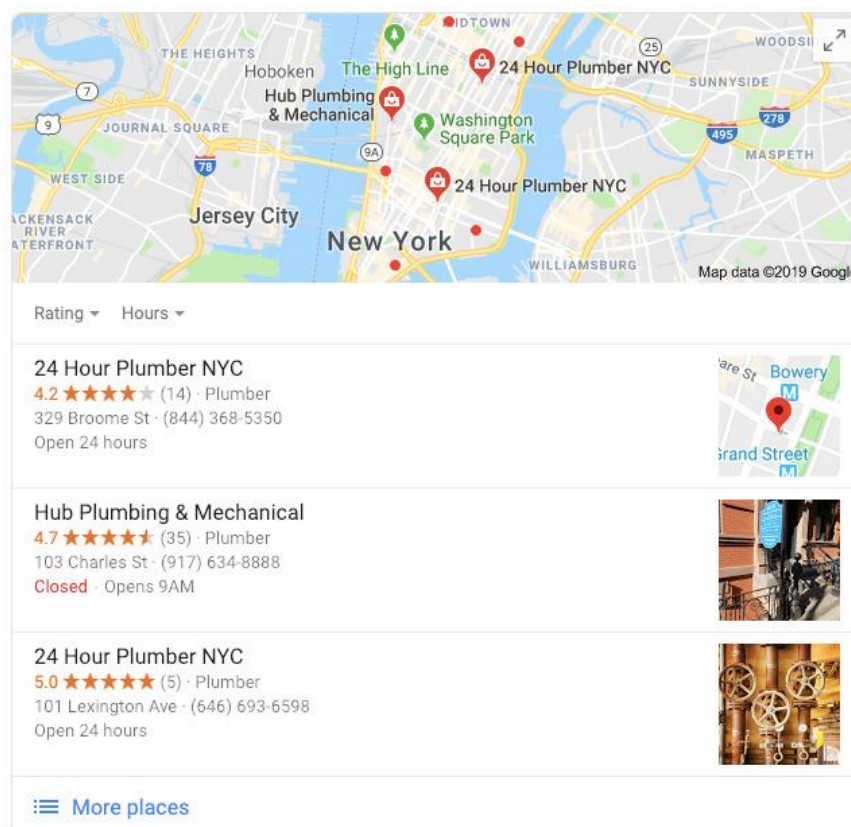 MIDTOWN
25
WOODSI
THE HEIGHTS
Hoboken
The High Line
24 Hour Plumber NYC
7
SUNNYSIDE
Hub Plumbing
& Mechanical
9
JOURNAL SQUARE
Washington
Square Park
278
495
9A
78
MASPETH
WEST SIDE
24 Hour Plumber NYC
ACKENSACK
RIVER
ATERFRONT
Jersey City
New York
WILLIAMSBURG
Map data ©2019 Google
Rating
Hours
24 Hour Plumber NYC
4.2 (14) · Plumber
329 Broome St · (844) 368-5350
Open 24 hours
are St
Bowery
M
Grand Street
M
Hub Plumbing & Mechanical
4.7 (35) · Plumber
103 Charles St · (917) 634-8888
Closed · Opens 9AM
24 Hour Plumber NYC
5.0 (5) · Plumber
101 Lexington Ave · (646) 693-6598
Open 24 hours
More places